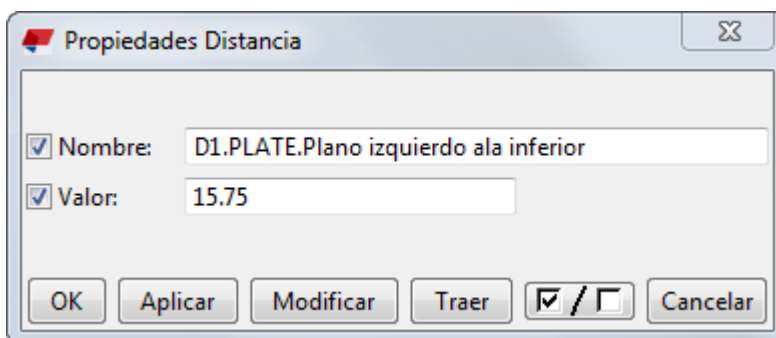 Propiedades Distancia
Nombre: D1.PLATE.Plano izquierdo ala inferior
Valor: 15.75
OK Aplicar Modificar Traer / Cancelar